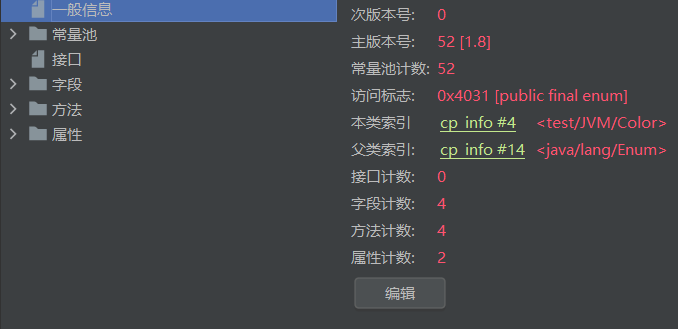 一般信息
常量池
接口
字段
方法
属性
次版本号: 0
主版本号: 52 [1.8]
常量池计数: 52
访问标志: 0x4031 [public final enum]
本类索引 cp_info #4 <test/JVM/Color>
父类索引: cp_info #14 <java/lang/Enum>
接口计数: 0
字段计数: 4
方法计数: 4
属性计数: 2
编辑